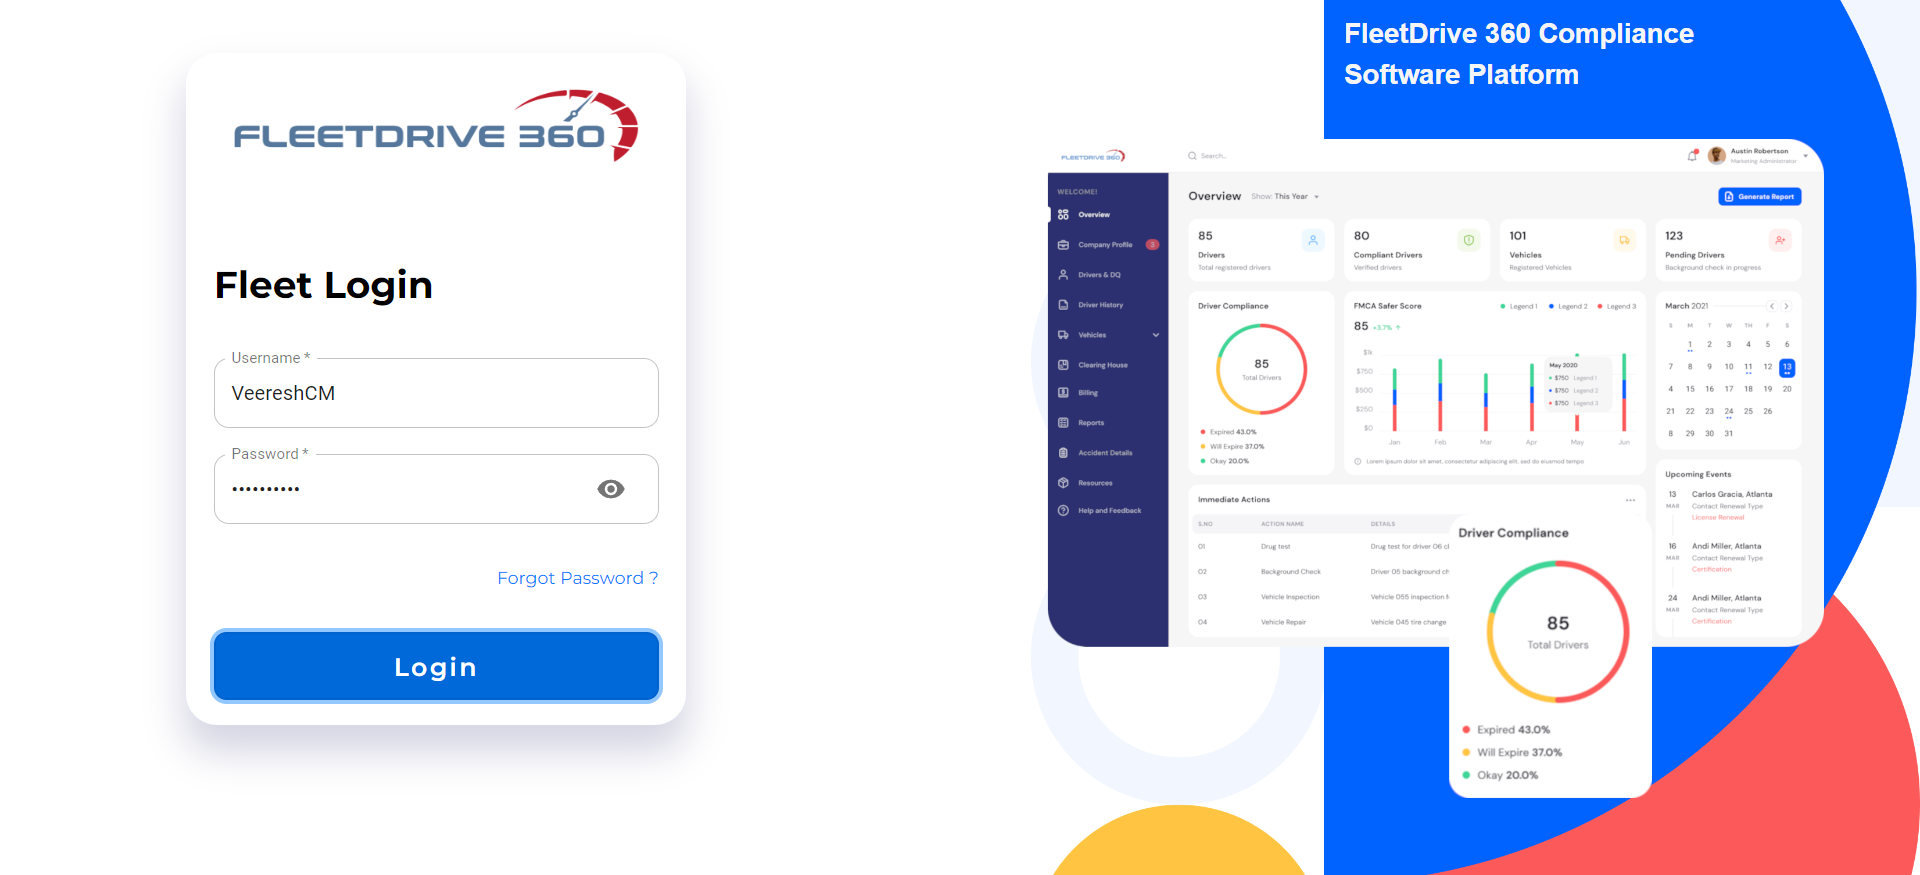 FLEETDRIVE 360
Fleet Login
Username *
VeereshCM
Password *
••••••••••
Forgot Password ?
Login
FleetDrive 360 Compliance
Software Platform
FLEETDRIVE 360
Search..
Austin Robertson
Marketing Administrator
WELCOME!
Overview
Company Profile 3
Drivers & DQ
Driver History
Vehicles
Clearing House
Billing
Reports
Accident Details
Resources
Help and Feedback
Overview Show: This Year
Generate Report
85
Drivers
Total registered drivers
80
Compliant Drivers
Verified drivers
101
Vehicles
Registered Vehicles
123
Pending Drivers
Background check in progress
Driver Compliance
85
Total Drivers
Expired 43.0%
Will Expire 37.0%
Okay 20.0%
FMCA Safer Score
Legend 1 Legend 2 Legend 3
85 +3.7%
$1k
$750
$500
$250
$0
May 2020
$750 Legend 1
$750 Legend 2
$750 Legend 3
Jan Feb Mar Apr May Jun
Lorem ipsum dolor sit amet, consectetur adipiscing elit, sed do eiusmod tempo
March 2021
S M T W TH F S
1 2 3 4 5 6
7 8 9 10 11 12 13
4 15 16 17 18 19 20
21 22 23 24 25 26
8 29 30 31
Upcoming Events
13 Carlos Gracia, Atlanta
MAR Contact Renewal Type
License Renewal
16 Andi Miller, Atlanta
MAR Contact Renewal Type
Certification
24 Andi Miller, Atlanta
MAR Contact Renewal Type
Certification
Immediate Actions
S.NO ACTION NAME DETAILS
01 Drug test Drug test for driver 06 cl
02 Background Check Driver 06 background ch
03 Vehicle Inspection Vehicle 055 inspection f
04 Vehicle Repair Vehicle 045 tire change
Driver Compliance
85
Total Drivers
Expired 43.0%
Will Expire 37.0%
Okay 20.0%